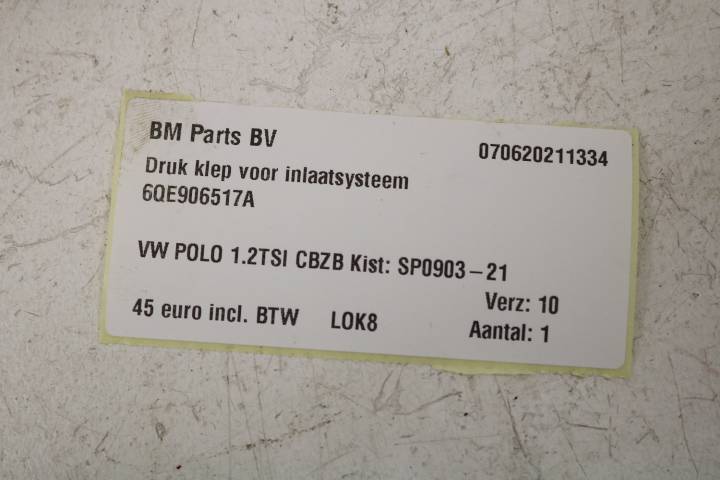 BM Parts BV 070620211334
Druk klep voor inlaatsysteem
6QE906517A
VW POLO 1.2TSI CBZB Kist: SP0903-21
Verz: 10
45 euro incl. BTW LOK8 Aantal: 1